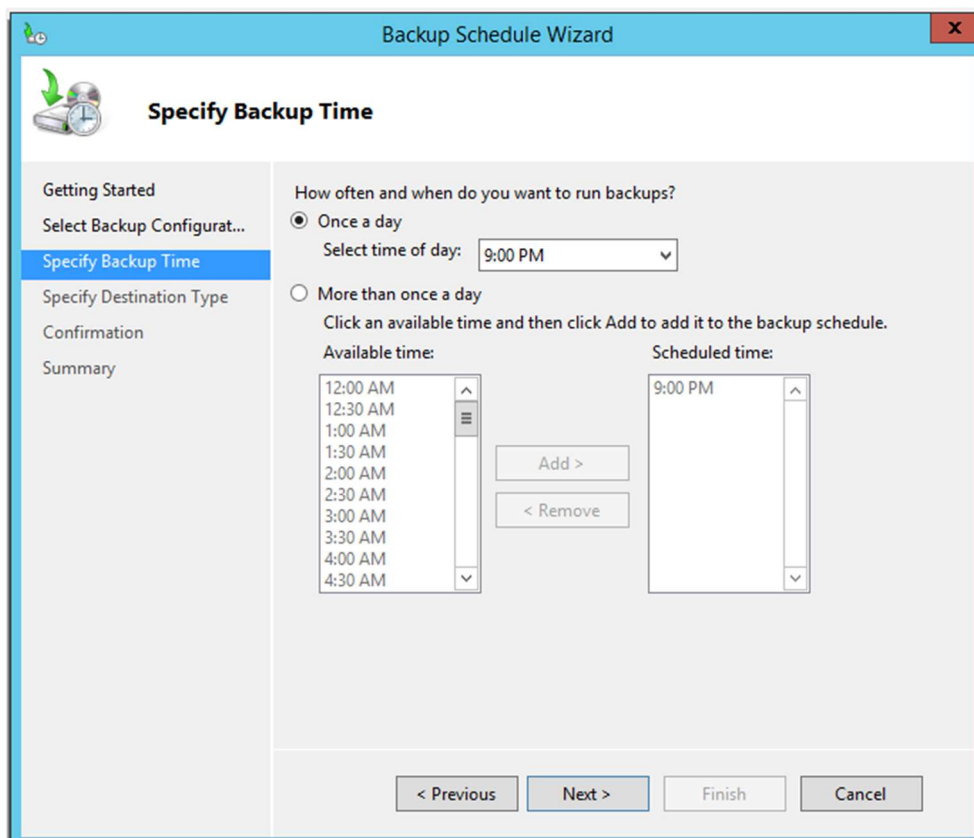 Backup Schedule Wizard
x
Specify Backup Time
Getting Started
Select Backup Configurat...
Specify Backup Time
Specify Destination Type
Confirmation
Summary
How often and when do you want to run backups?
Once a day
Select time of day: 9:00 PM
More than once a day
Click an available time and then click Add to add it to the backup schedule.
Available time:
12:00 AM
12:30 AM
1:00 AM
1:30 AM
2:00 AM
2:30 AM
3:00 AM
3:30 AM
4:00 AM
4:30 AM
Add >
< Remove
Scheduled time:
9:00 PM
< Previous
Next >
Finish
Cancel